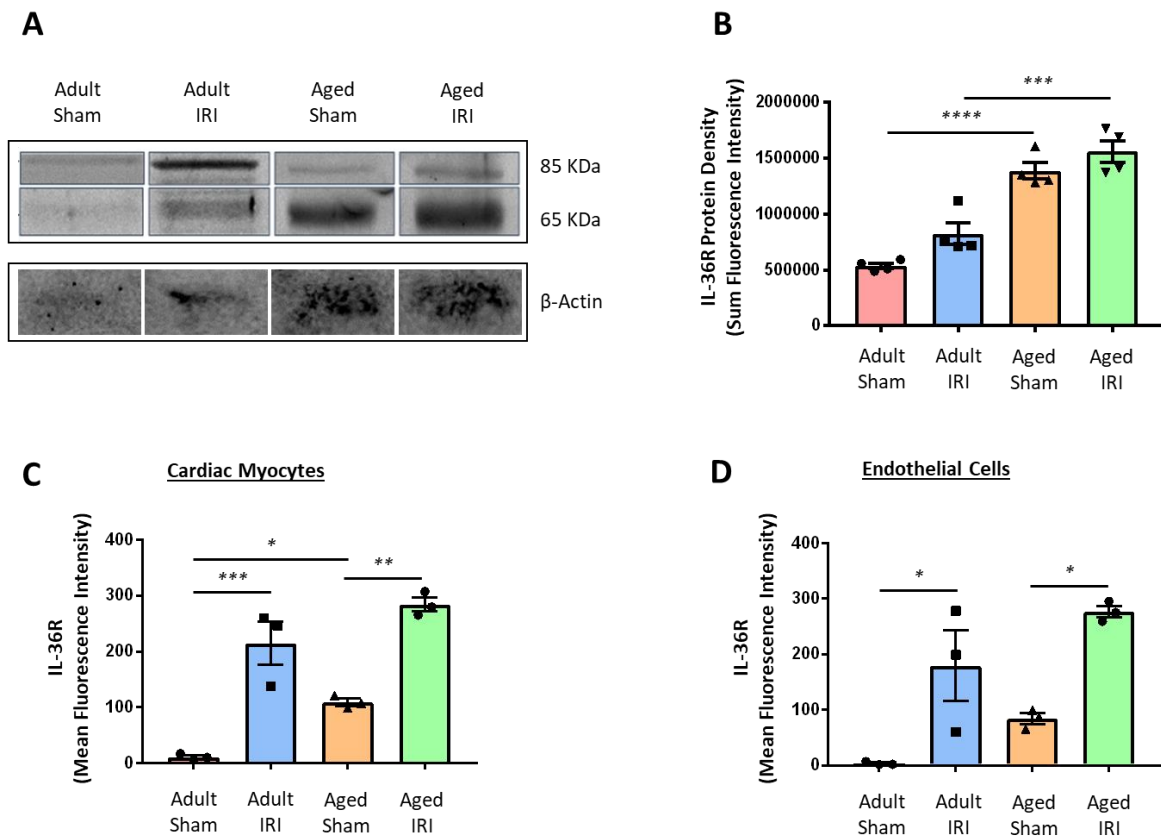 A
Adult Sham
Adult IRI
Aged Sham
Aged IRI
85 KDa
65 KDa
β-Actin
B
IL-36R Protein Density
(Sum Fluorescence Intensity)
2000000
1500000
1000000
500000
0
****
***
Adult Sham
Adult IRI
Aged Sham
Aged IRI
C
Cardiac Myocytes
IL-36R
(Mean Fluorescence Intensity)
400
300
200
100
0
*
***
**
Adult Sham
Adult IRI
Aged Sham
Aged IRI
D
Endothelial Cells
IL-36R
(Mean Fluorescence Intensity)
400
300
200
100
0
*
*
Adult Sham
Adult IRI
Aged Sham
Aged IRI